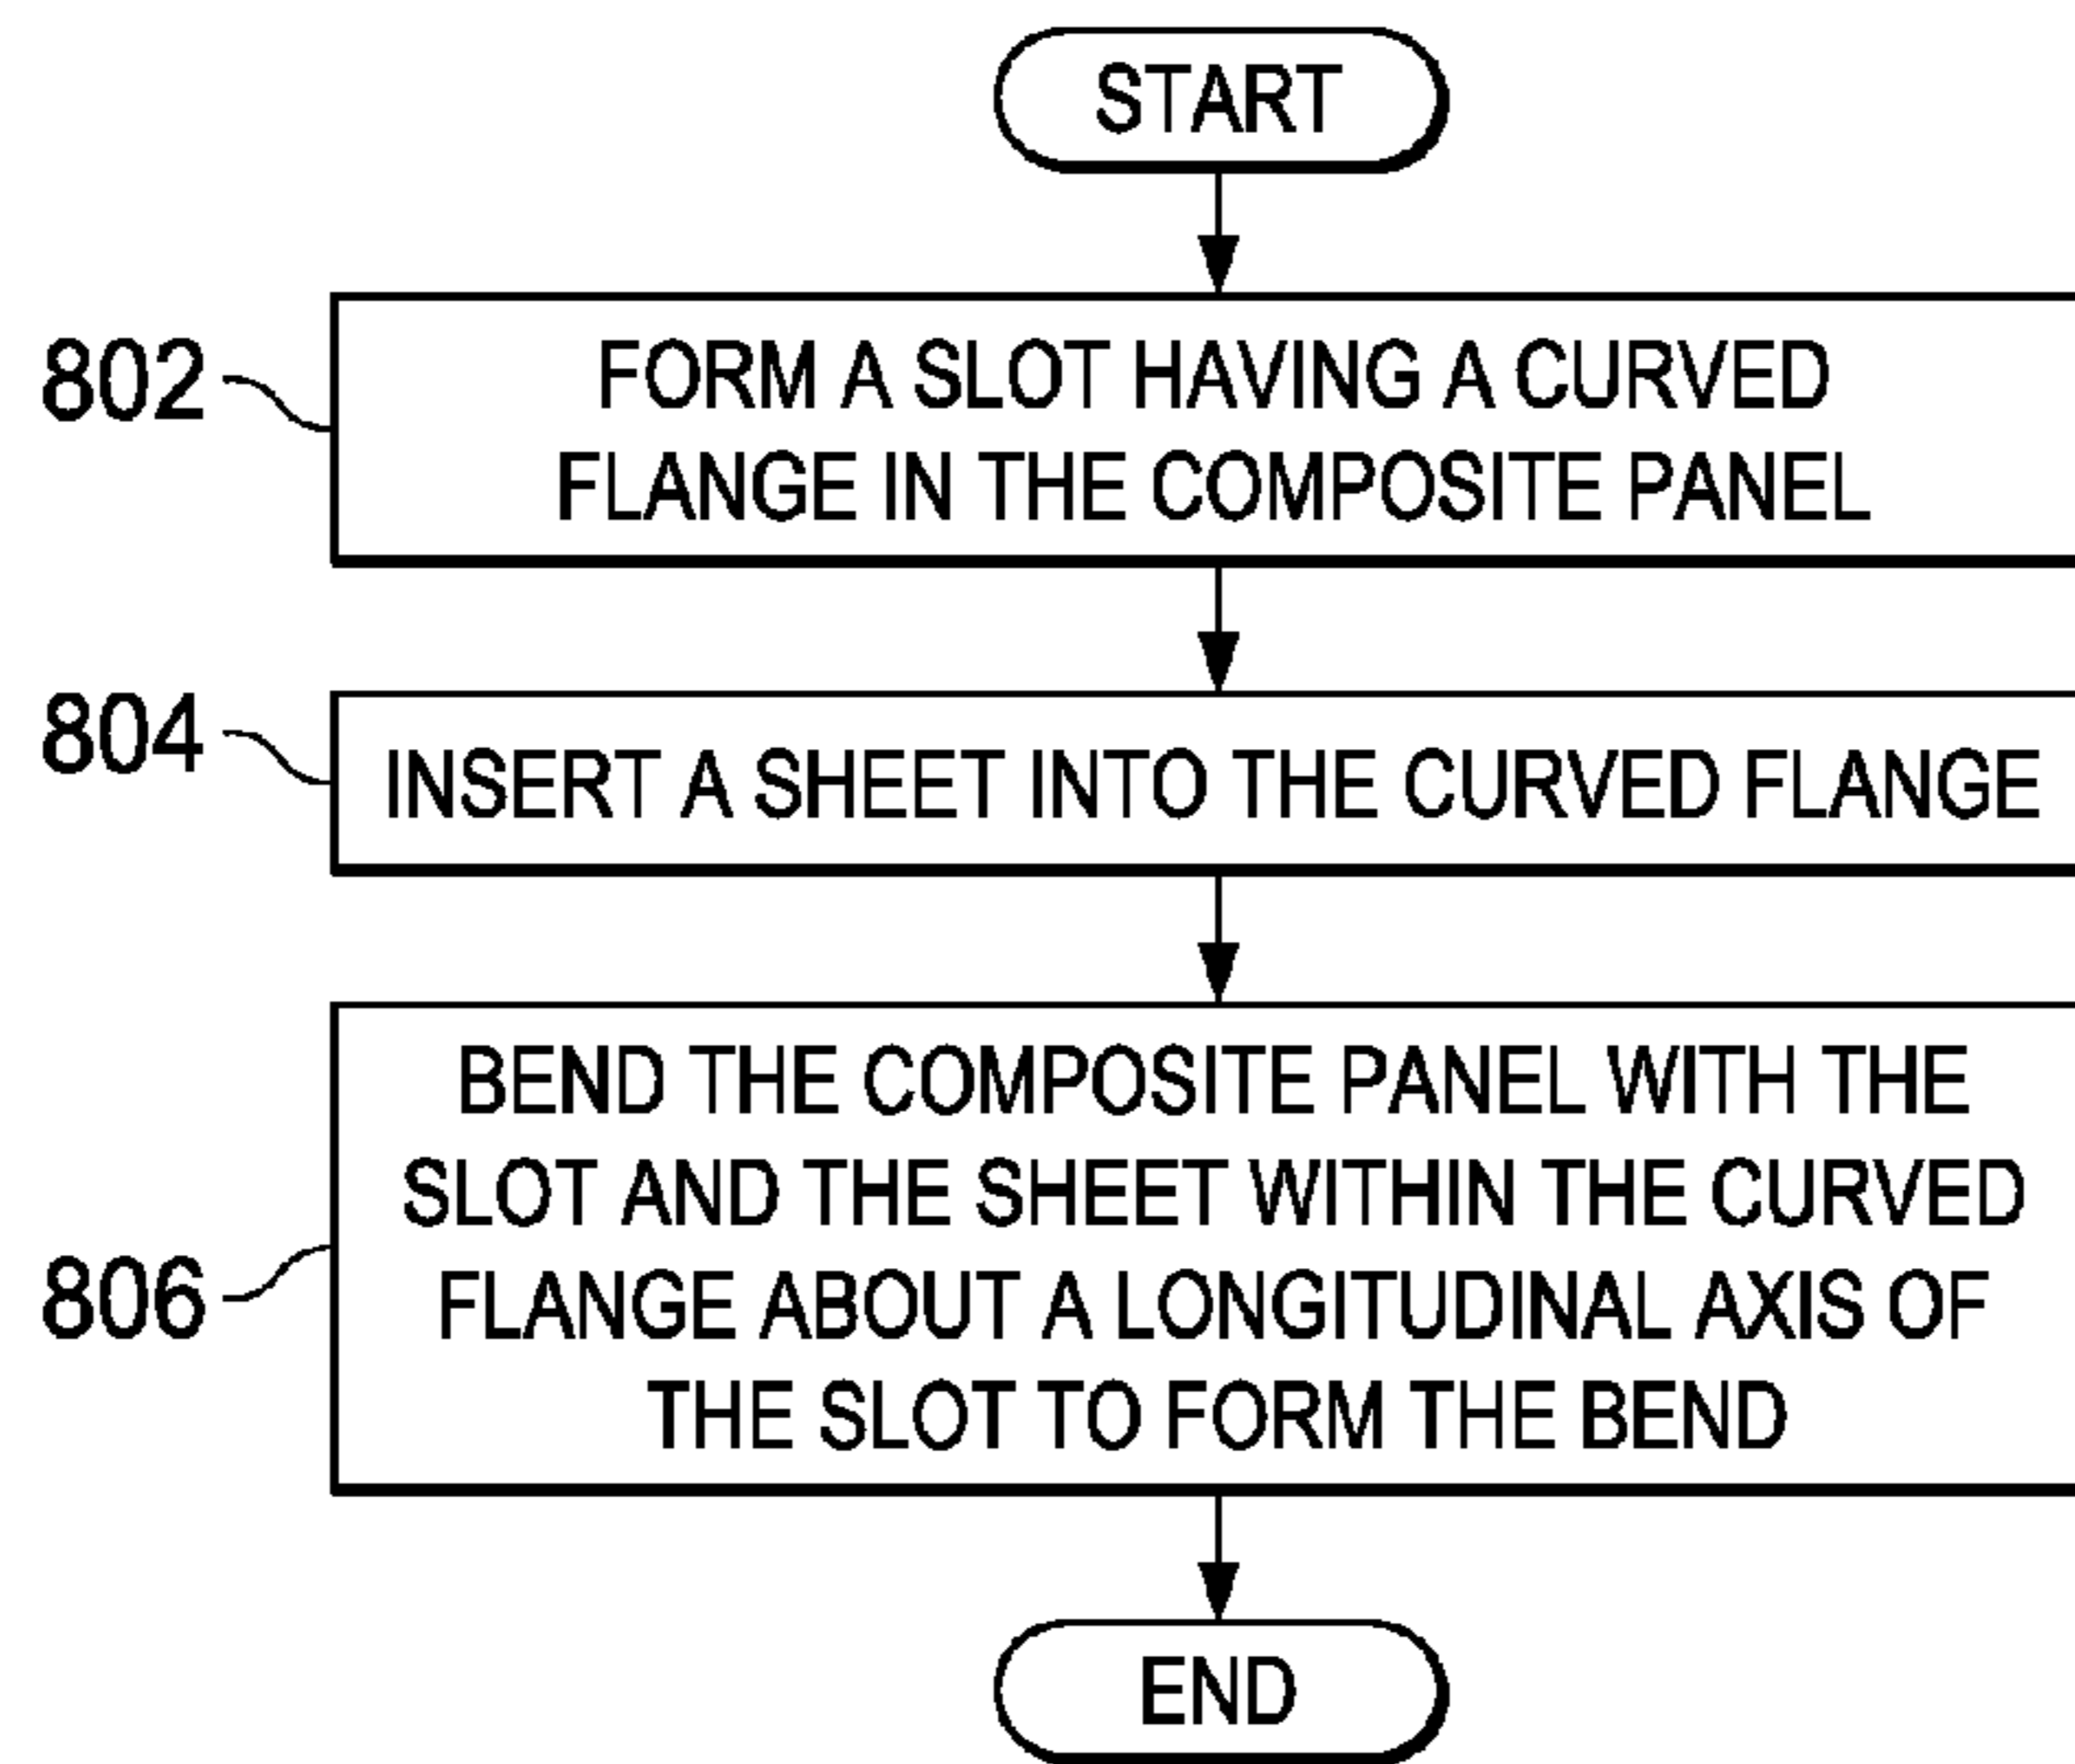 START
802
FORM A SLOT HAVING A CURVED
FLANGE IN THE COMPOSITE PANEL
804
INSERT A SHEET INTO THE CURVED FLANGE
BEND THE COMPOSITE PANEL WITH THE
SLOT AND THE SHEET WITHIN THE CURVED
806
FLANGE ABOUT A LONGITUDINAL AXIS OF
THE SLOT TO FORM THE BEND
END